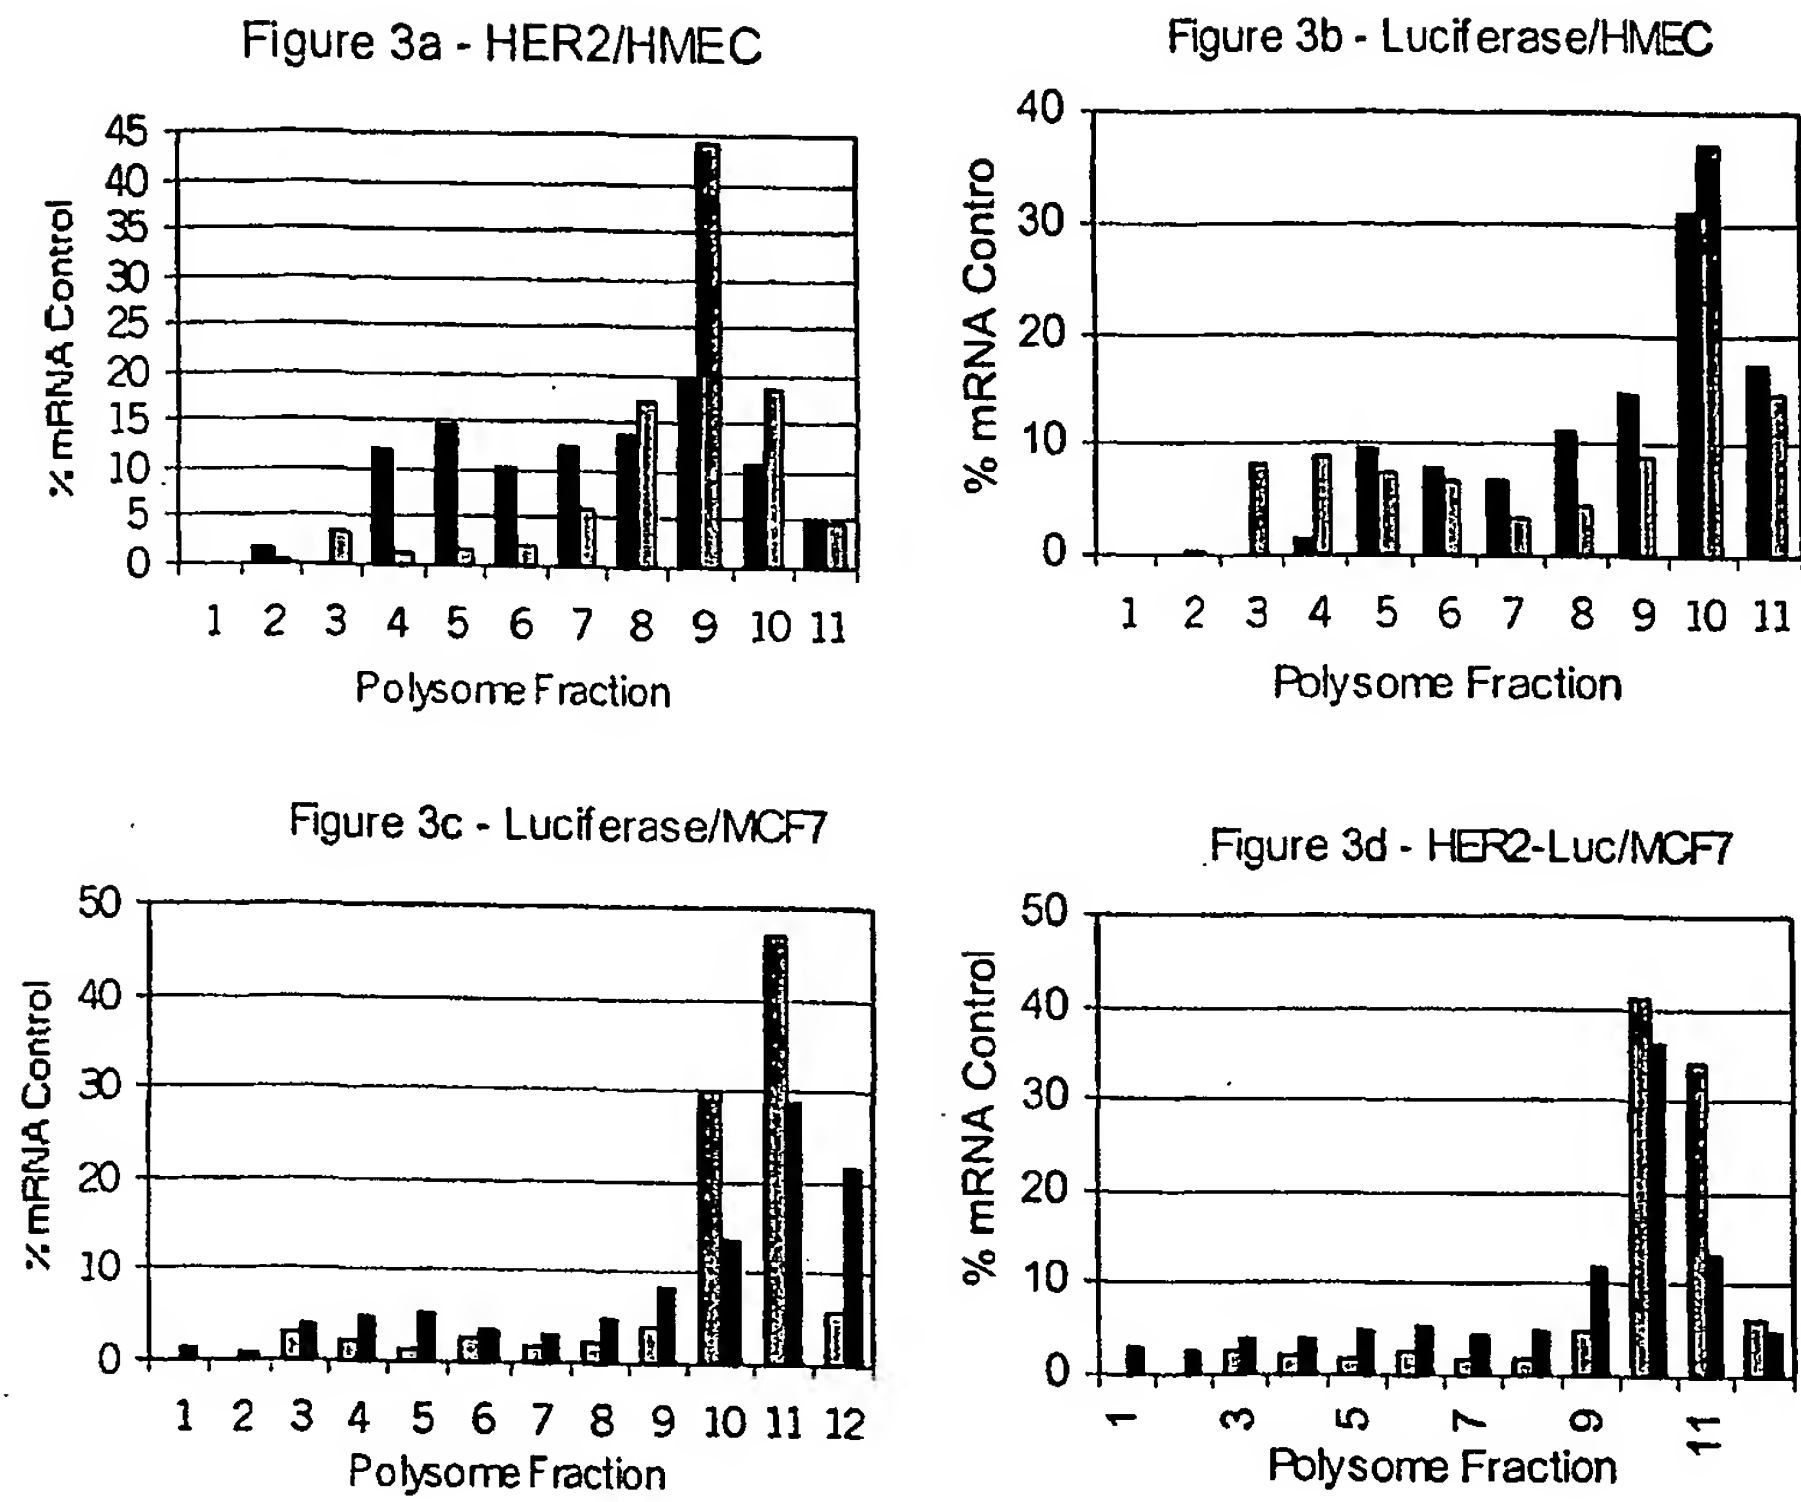 Figure 3a - HER2/HMEC
45
40
35
30
25
20
15
10
5
0
% mRNA Control
1 2 3 4 5 6 7 8 9 10 11
Polysome Fraction
Figure 3b - Luciferase/HMEC
40
30
20
10
0
% mRNA Contro
1 2 3 4 5 6 7 8 9 10 11
Polysome Fraction
Figure 3c - Luciferase/MCF7
50
40
30
20
10
0
% mRNA Control
1 2 3 4 5 6 7 8 9 10 11 12
Polysome Fraction
Figure 3d - HER2-Luc/MCF7
50
40
30
20
10
0
% mRNA Control
1 3 5 7 9 11
Polysome Fraction